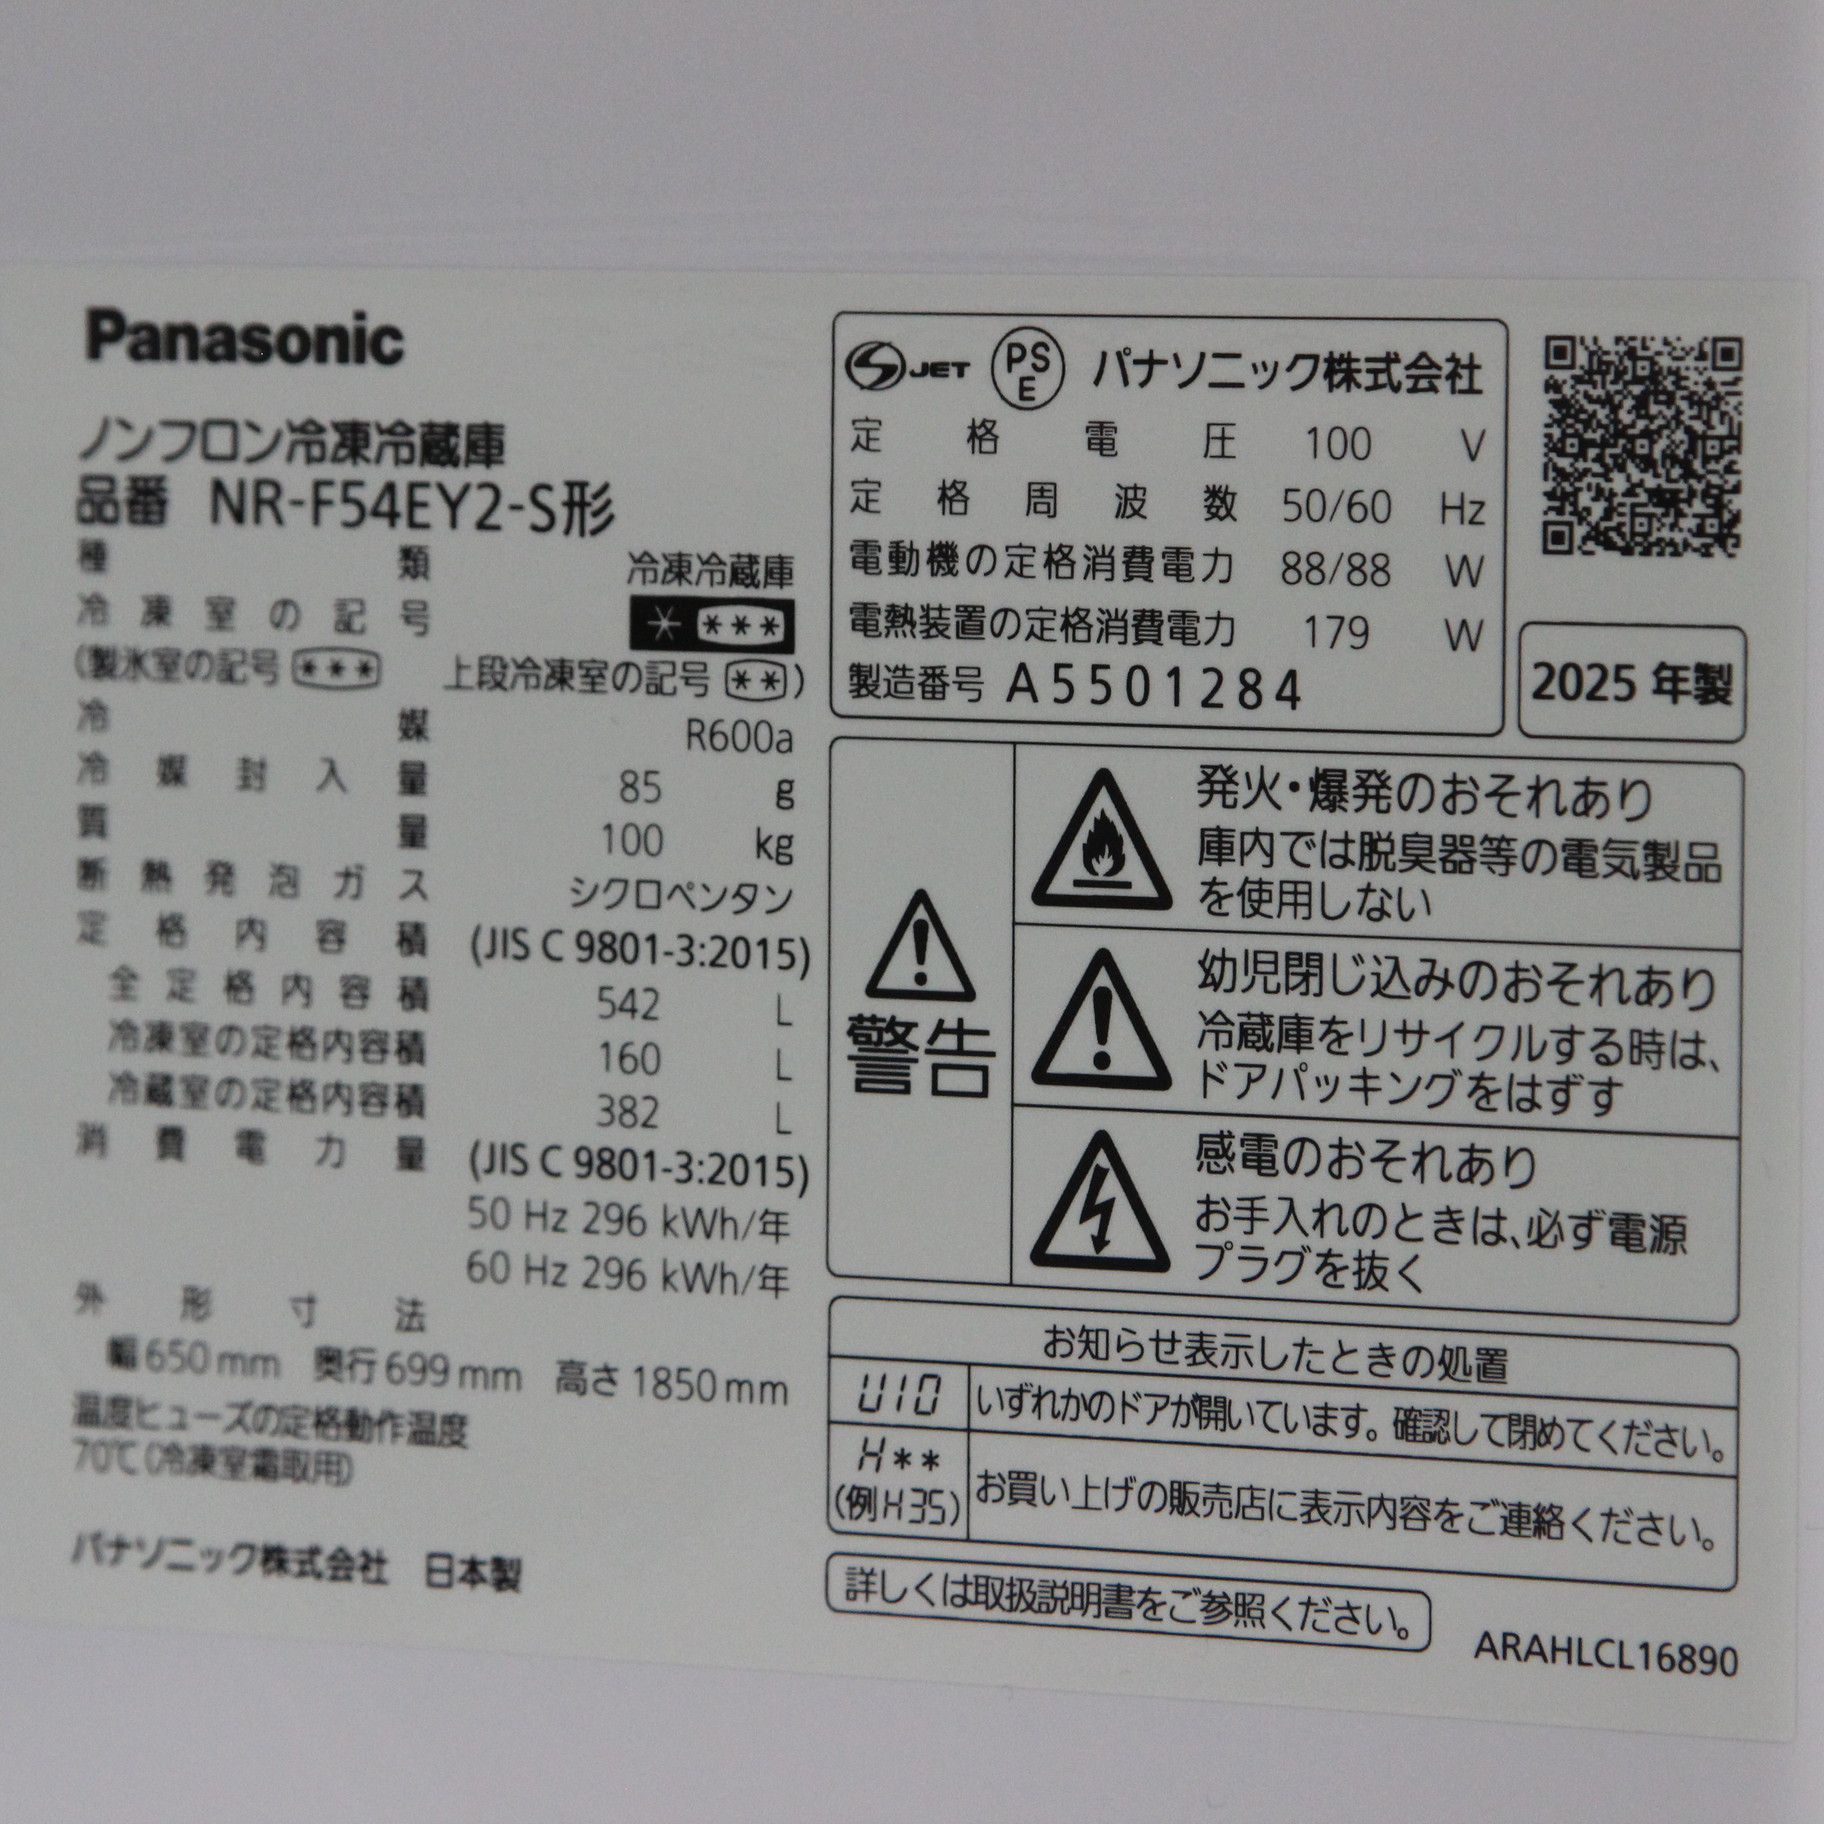 Panasonic
ノンフロン冷凍冷蔵庫
品番 NR-F54EY2-S形
種類 冷凍冷蔵庫
冷凍室の記号 * ***
(製氷室の記号 *** 上段冷凍室の記号 **)
冷媒 R600a
冷媒封入量 85 g
質量 100 kg
断熱発泡ガス シクロペンタン
定格内容積 (JIS C 9801-3:2015)
全定格内容積 542 L
冷凍室の定格内容積 160 L
冷蔵室の定格内容積 382 L
消費電力量 (JIS C 9801-3:2015)
50 Hz 296 kWh/年
60 Hz 296 kWh/年
外形寸法
幅650mm 奥行699mm 高さ1850mm
温度ヒューズの定格動作温度
70℃(冷凍室霜取用)
パナソニック株式会社 日本製
S JET PSE パナソニック株式会社
定格電圧 100 V
定格周波数 50/60 Hz
電動機の定格消費電力 88/88 W
電熱装置の定格消費電力 179 W
製造番号 A5501284
2025年製
警告
発火・爆発のおそれあり
庫内では脱臭器等の電気製品
を使用しない
幼児閉じ込みのおそれあり
冷蔵庫をリサイクルする時は、
ドアパッキングをはずす
感電のおそれあり
お手入れのときは、必ず電源
プラグを抜く
お知らせ表示したときの処置
U10 いずれかのドアが開いています。確認して閉めてください。
H** (例H35) お買い上げの販売店に表示内容をご連絡ください。
詳しくは取扱説明書をご参照ください。
ARAHLCL16890